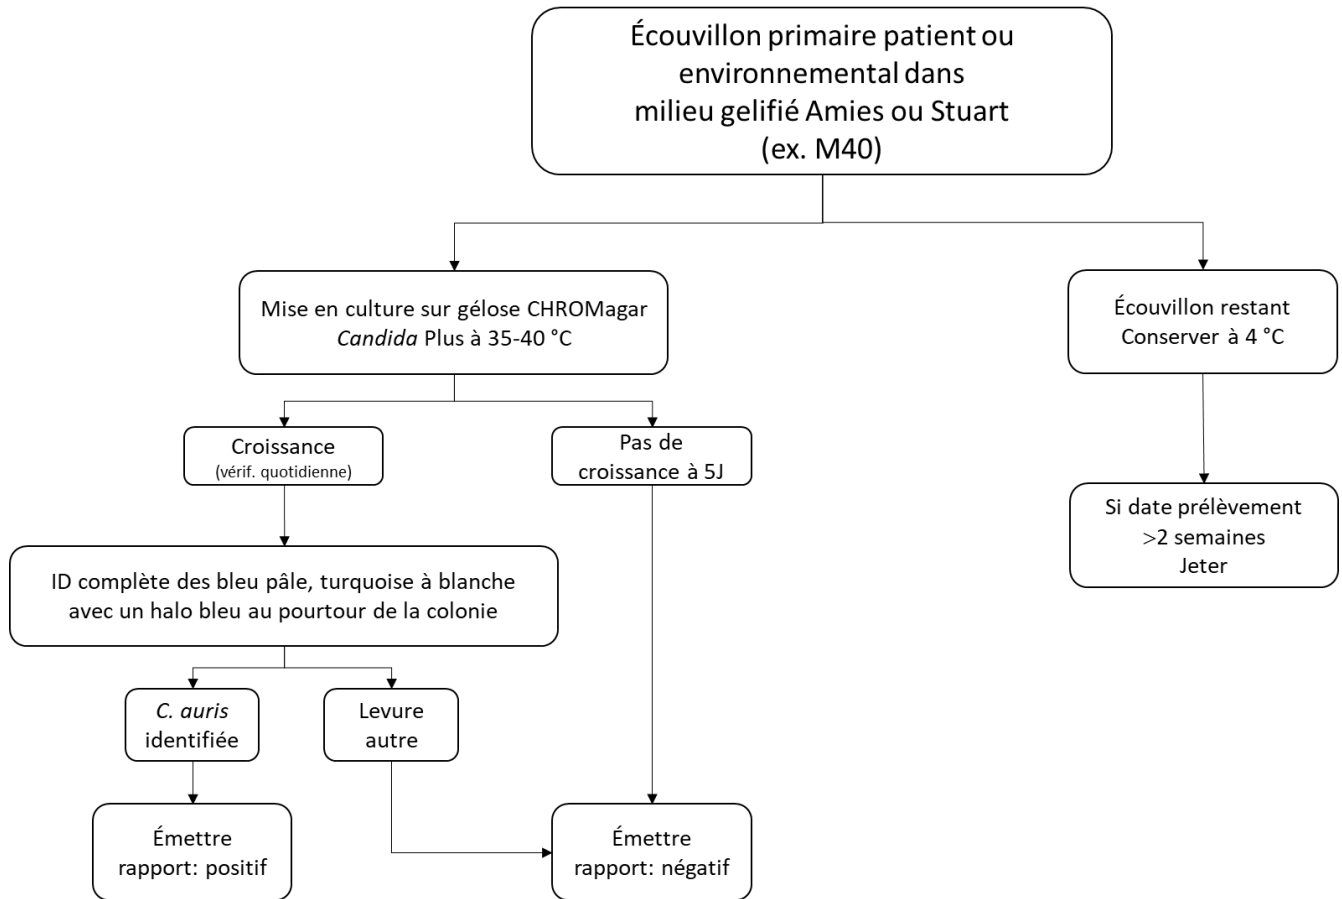 Écouvillon primaire patient ou
environnemental dans
milieu gelifié Amies ou Stuart
(ex. M40)
Mise en culture sur gélose CHROMagar
Candida Plus à 35-40 °C
Écouvillon restant
Conserver à 4 °C
Croissance
(vérif. quotidienne)
Pas de
croissance à 5J
Si date prélèvement
>2 semaines
Jeter
ID complète des bleu pâle, turquoise à blanche
avec un halo bleu au pourtour de la colonie
C. auris
identifiée
Levure
autre
Émettre
rapport: positif
Émettre
rapport: négatif